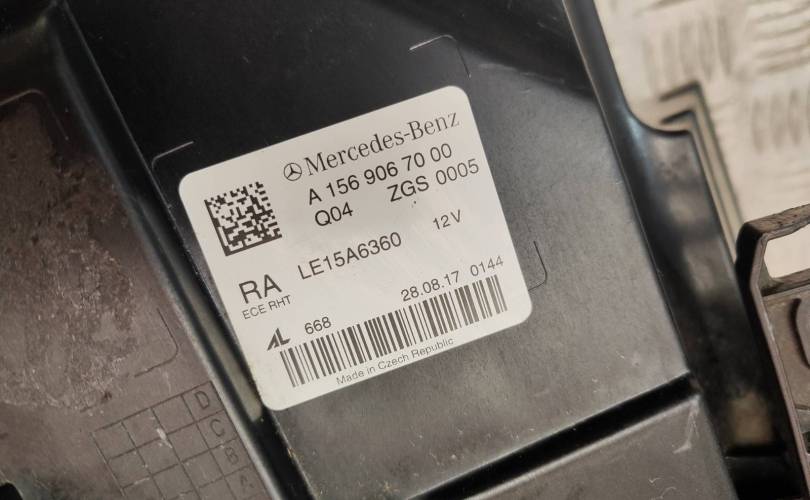 Mercedes-Benz
A 156 906 70 00
Q04 ZGS 0005
LE15A6360 12V
RA
ECE RHT
AL 668 28.08.17 0144
Made in Czech Republic
D
C
B
A